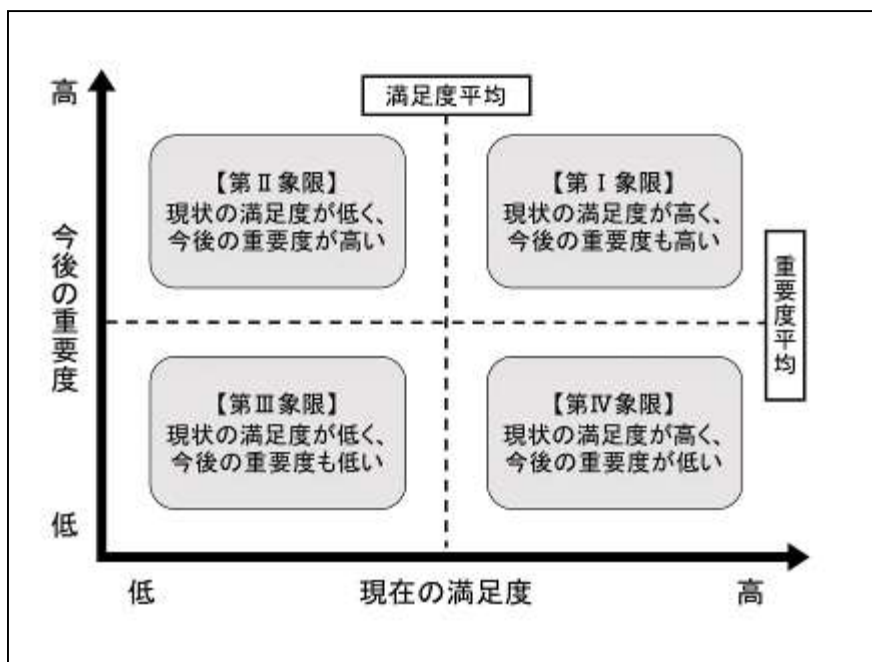 高
満足度平均
【第Ⅱ象限】
現状の満足度が低く、
今後の重要度が高い
【第Ⅰ象限】
現状の満足度が高く、
今後の重要度も高い
今後の重要度
重要度平均
【第Ⅲ象限】
現状の満足度が低く、
今後の重要度も低い
【第Ⅳ象限】
現状の満足度が高く、
今後の重要度が低い
低
低
現在の満足度
高